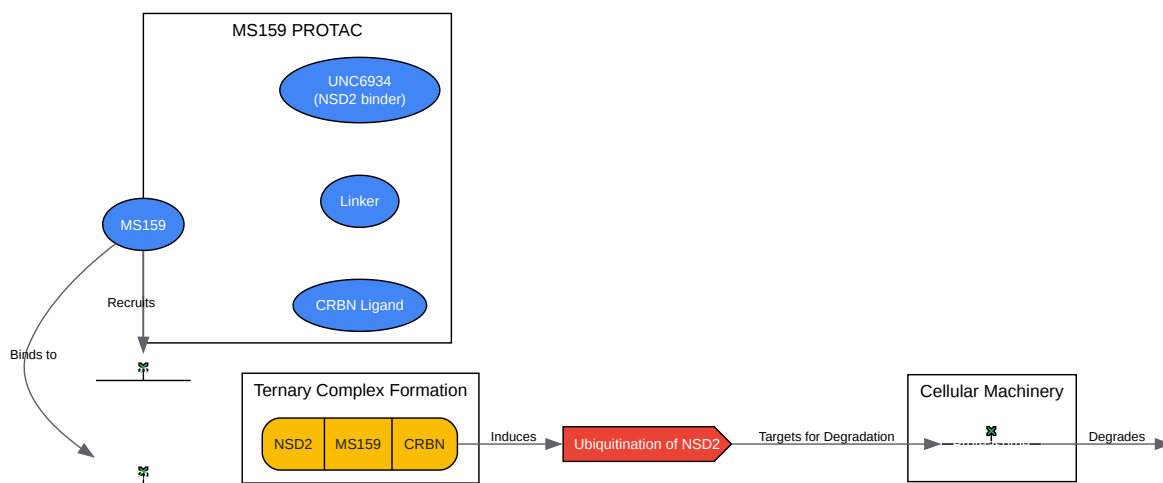 MS159 PROTAC
UNC6934
(NSD2 binder)
Linker
MS159
CRBN Ligand
Recruits
Binds to
Ternary Complex Formation
NSD2
MS159
CRBN
Induces
Ubiquitination of NSD2
Targets for Degradation
Cellular Machinery
Degrades